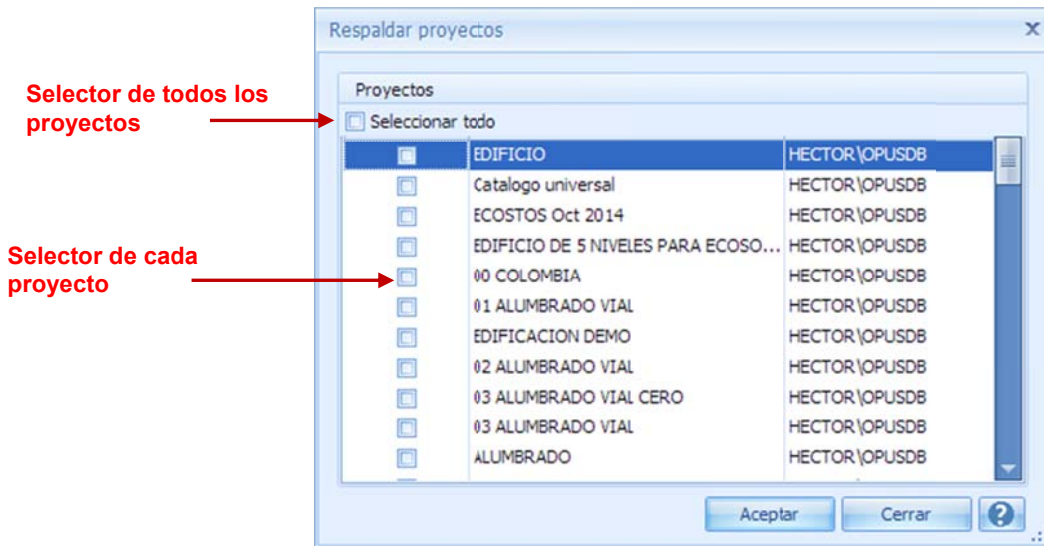 Respaldar proyectos
Selector de todos los
proyectos
Proyectos
Seleccionar todo
EDIFICIO HECTOR\OPUSDB
Catalogo universal HECTOR\OPUSDB
ECOSTOS Oct 2014 HECTOR\OPUSDB
EDIFICIO DE 5 NIVELES PARA ECOSO... HECTOR\OPUSDB
Selector de cada
proyecto
00 COLOMBIA HECTOR\OPUSDB
01 ALUMBRADO VIAL HECTOR\OPUSDB
EDIFICACION DEMO HECTOR\OPUSDB
02 ALUMBRADO VIAL HECTOR\OPUSDB
03 ALUMBRADO VIAL CERO HECTOR\OPUSDB
03 ALUMBRADO VIAL HECTOR\OPUSDB
ALUMBRADO HECTOR\OPUSDB
Aceptar Cerrar ?